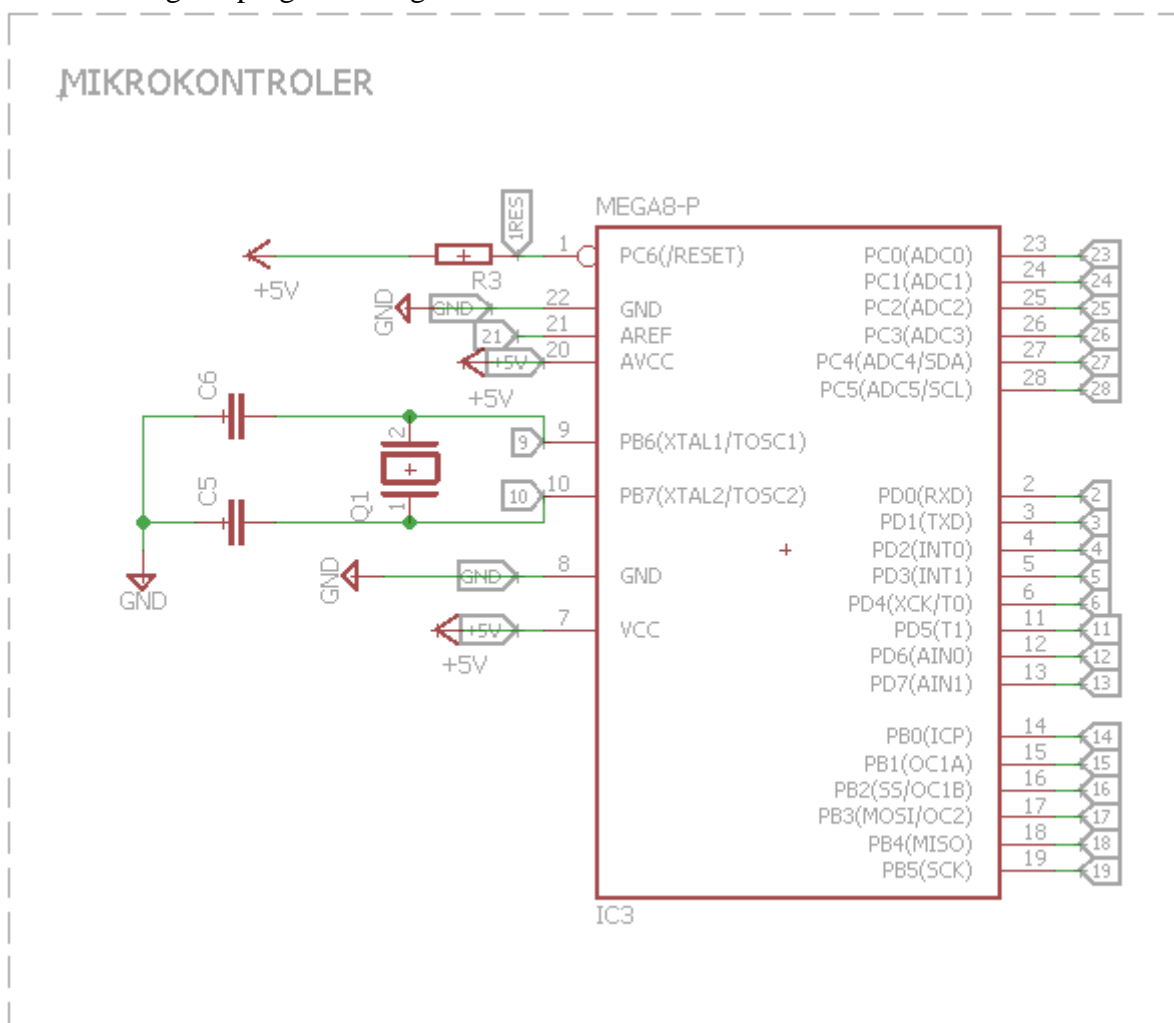 MIKROKONTROLER
MEGA8-P
1RES
+5V
R3
1 PC6(/RESET)
GND GND 22 GND
21 21 AREF
+5V +5V 20 AVCC
C6
C5
2
Q1
1
GND
9 9 PB6(XTAL1/TOSC1)
10 10 PB7(XTAL2/TOSC2)
GND GND 8 GND
+5V +5V 7 VCC
PC0(ADC0) 23 23
PC1(ADC1) 24 24
PC2(ADC2) 25 25
PC3(ADC3) 26 26
PC4(ADC4/SDA) 27 27
PC5(ADC5/SCL) 28 28
PD0(RXD) 2 2
PD1(TXD) 3 3
PD2(INT0) 4 4
PD3(INT1) 5 5
PD4(XCK/T0) 6 6
PD5(T1) 11 11
PD6(AIN0) 12 12
PD7(AIN1) 13 13
PB0(ICP) 14 14
PB1(OC1A) 15 15
PB2(SS/OC1B) 16 16
PB3(MOSI/OC2) 17 17
PB4(MISO) 18 18
PB5(SCK) 19 19
IC3